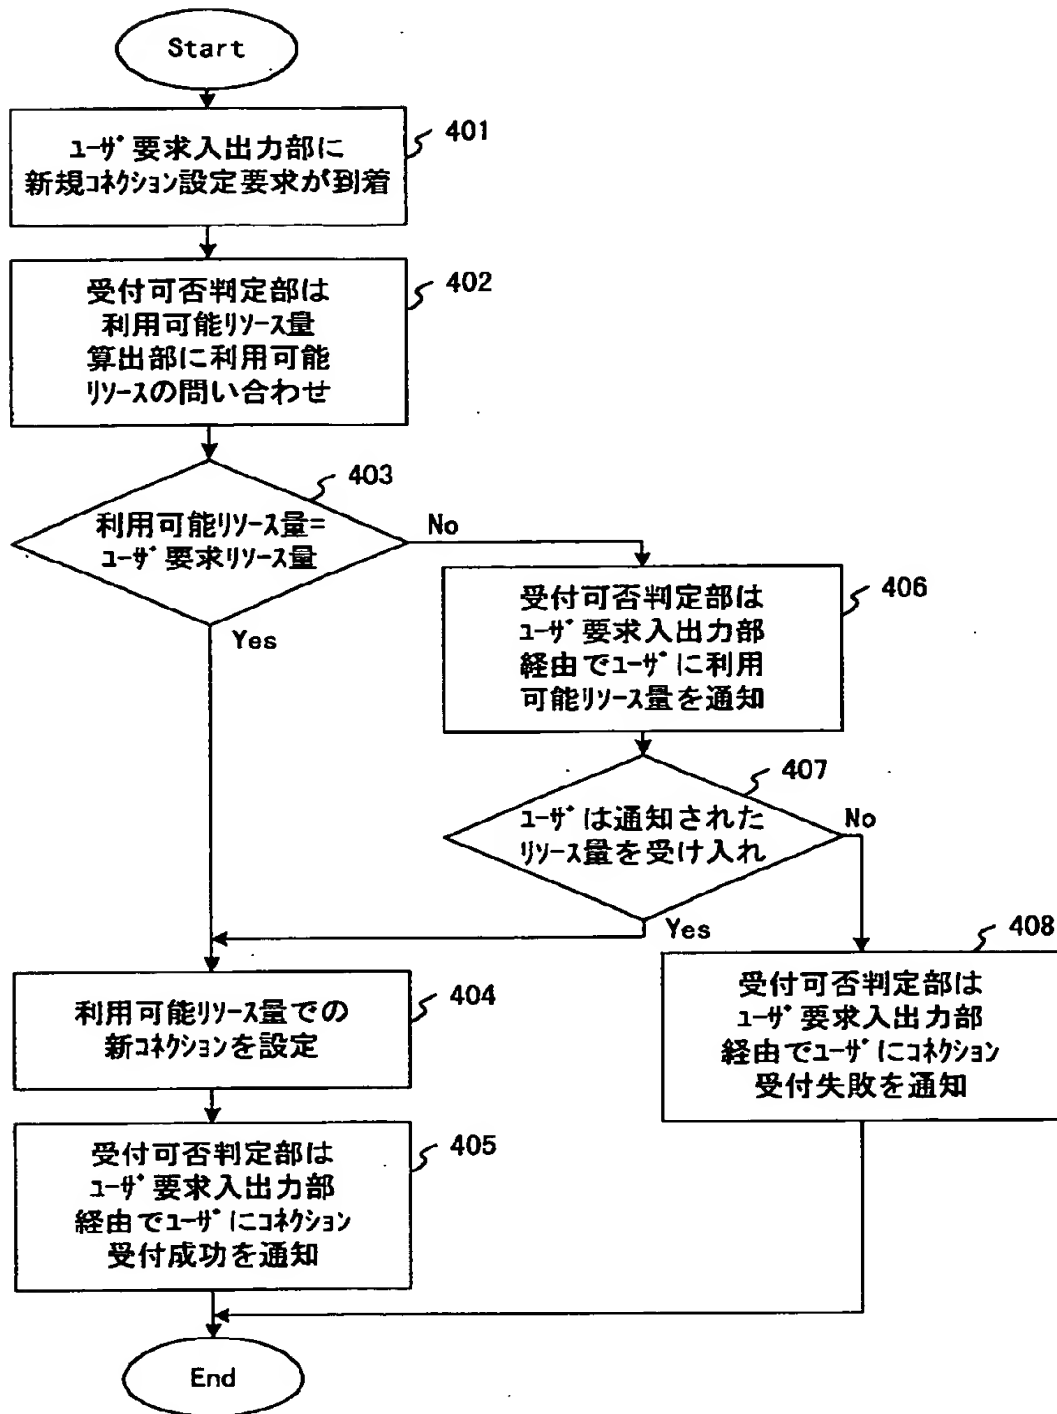 Start
401
ﾕｰｻﾞ要求入出力部に
新規ｺﾈｸｼｮﾝ設定要求が到着
402
受付可否判定部は
利用可能ﾘｿｰｽ量
算出部に利用可能
ﾘｿｰｽの問い合わせ
403
利用可能ﾘｿｰｽ量=
ﾕｰｻﾞ要求ﾘｿｰｽ量
No
Yes
406
受付可否判定部は
ﾕｰｻﾞ要求入出力部
経由でﾕｰｻﾞに利用
可能ﾘｿｰｽ量を通知
407
ﾕｰｻﾞは通知された
ﾘｿｰｽ量を受け入れ
No
Yes
404
利用可能ﾘｿｰｽ量での
新ｺﾈｸｼｮﾝを設定
408
受付可否判定部は
ﾕｰｻﾞ要求入出力部
経由でﾕｰｻﾞにｺﾈｸｼｮﾝ
受付失敗を通知
405
受付可否判定部は
ﾕｰｻﾞ要求入出力部
経由でﾕｰｻﾞにｺﾈｸｼｮﾝ
受付成功を通知
End